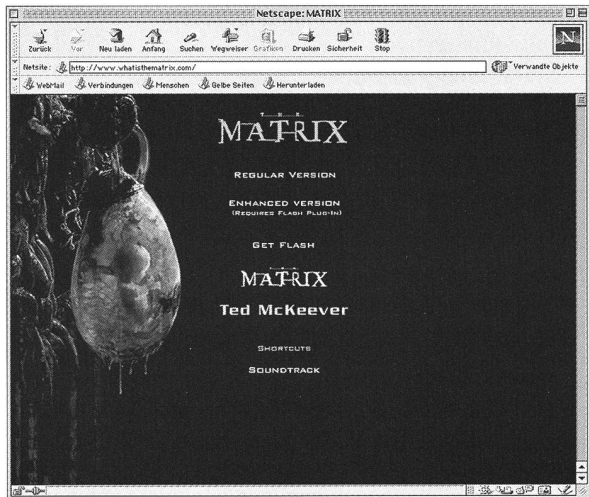 Netscape: MATRIX
Zurück Vor Neu laden Anfang Suchen Wegweiser Grafiken Drucken Sicherheit Stop
N
Netsite: http://www.whatisthematrix.com/ Verwandte Objekte
WebMail Verbindungen Menschen Gelbe Seiten Herunterladen
THE
MATRIX
REGULAR VERSION
ENHANCED VERSION
(REQUIRES FLASH PLUG-IN)
GET FLASH
MATRIX
Ted McKeever
SHORTCUTS
SOUNDTRACK